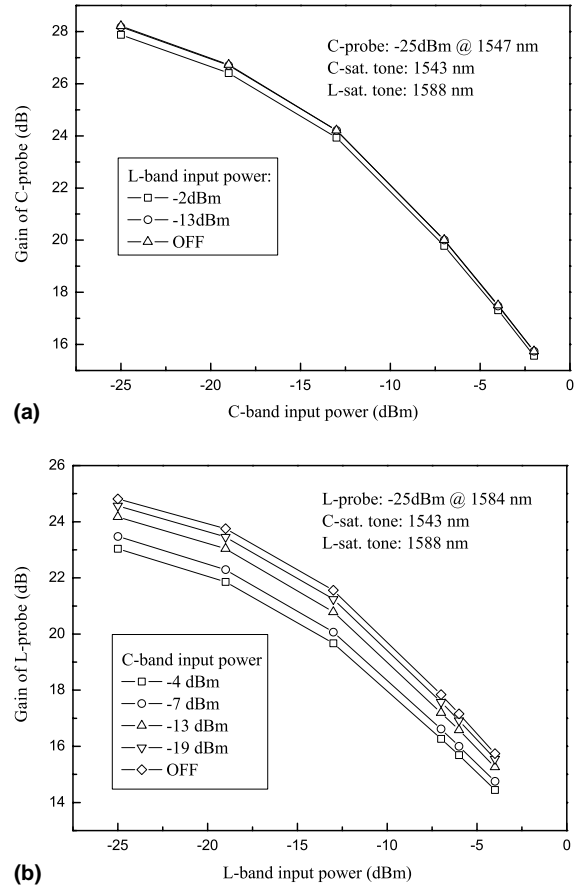 28
26
24
22
20
18
16
-25
-20
-15
-10
-5
Gain of C-probe (dB)
C-band input power (dBm)
C-probe: -25dBm @ 1547 nm
C-sat. tone: 1543 nm
L-sat. tone: 1588 nm
L-band input power:
-2dBm
-13dBm
OFF
(a)
26
24
22
20
18
16
14
-25
-20
-15
-10
-5
Gain of L-probe (dB)
L-band input power (dBm)
L-probe: -25dBm @ 1584 nm
C-sat. tone: 1543 nm
L-sat. tone: 1588 nm
C-band input power
-4 dBm
-7 dBm
-13 dBm
-19 dBm
OFF
(b)